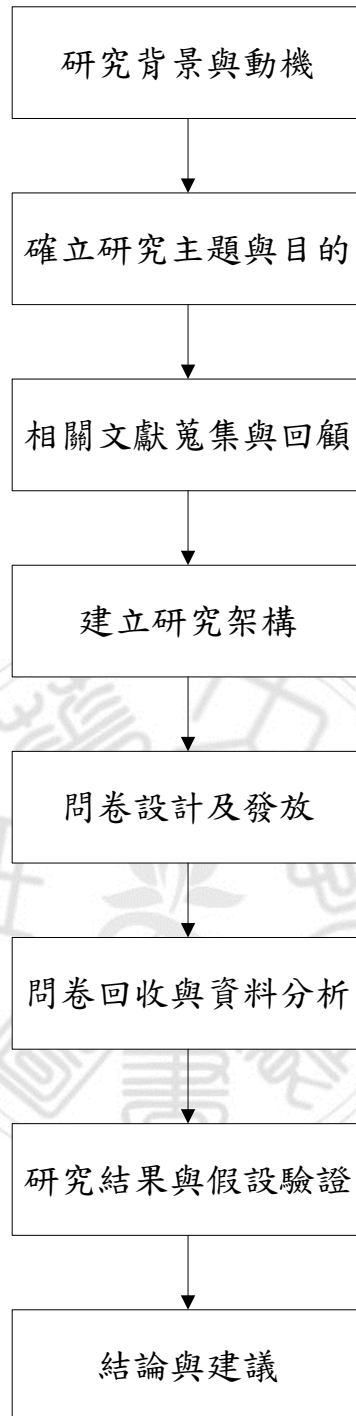 研究背景與動機
確立研究主題與目的
相關文獻蒐集與回顧
建立研究架構
問卷設計及發放
問卷回收與資料分析
研究結果與假設驗證
結論與建議